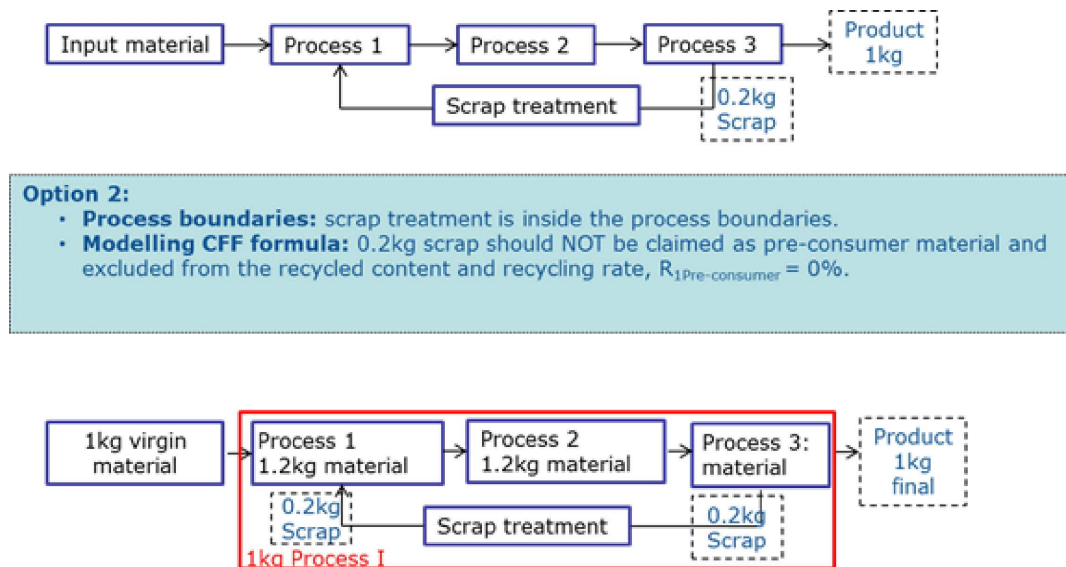 Input material
Process 1
Process 2
Process 3
Product
1kg
Scrap treatment
0.2kg
Scrap
Option 2:
• Process boundaries: scrap treatment is inside the process boundaries.
• Modelling CFF formula: 0.2kg scrap should NOT be claimed as pre-consumer material and
excluded from the recycled content and recycling rate, R1Pre-consumer = 0%.
1kg virgin
material
Process 1
1.2kg material
Process 2
1.2kg material
Process 3:
material
Product
1kg
final
0.2kg
Scrap
Scrap treatment
0.2kg
Scrap
1kg Process I